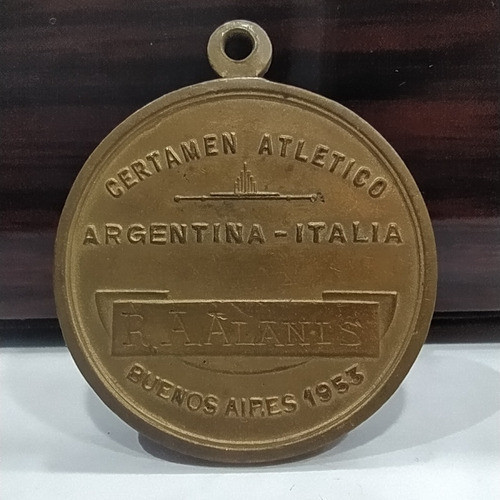 CERTAMEN ATLETICO
ARGENTINA-ITALIA
R.A ALANIS
BUENOS AIRES 1953